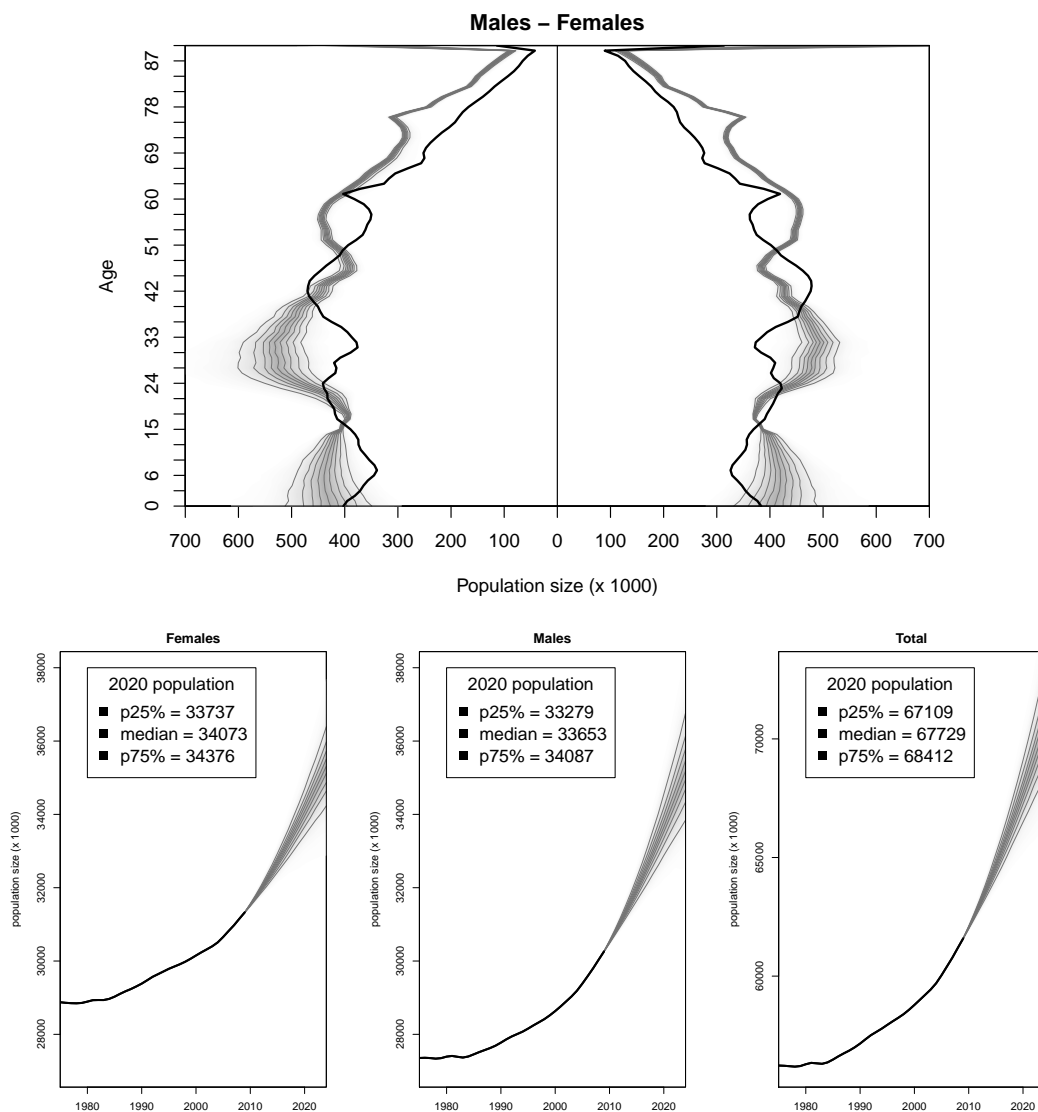 Males – Females
87
78
69
60
51
42
33
24
15
6
0
Age
700 600 500 400 300 200 100 0 100 200 300 400 500 600 700
Population size (x 1000)
Females
2020 population
p25% = 33737
median = 34073
p75% = 34376
38000
36000
34000
32000
30000
28000
population size (x 1000)
1980 1990 2000 2010 2020
Males
2020 population
p25% = 33279
median = 33653
p75% = 34087
38000
36000
34000
32000
30000
28000
population size (x 1000)
1980 1990 2000 2010 2020
Total
2020 population
p25% = 67109
median = 67729
p75% = 68412
70000
65000
60000
population size (x 1000)
1980 1990 2000 2010 2020